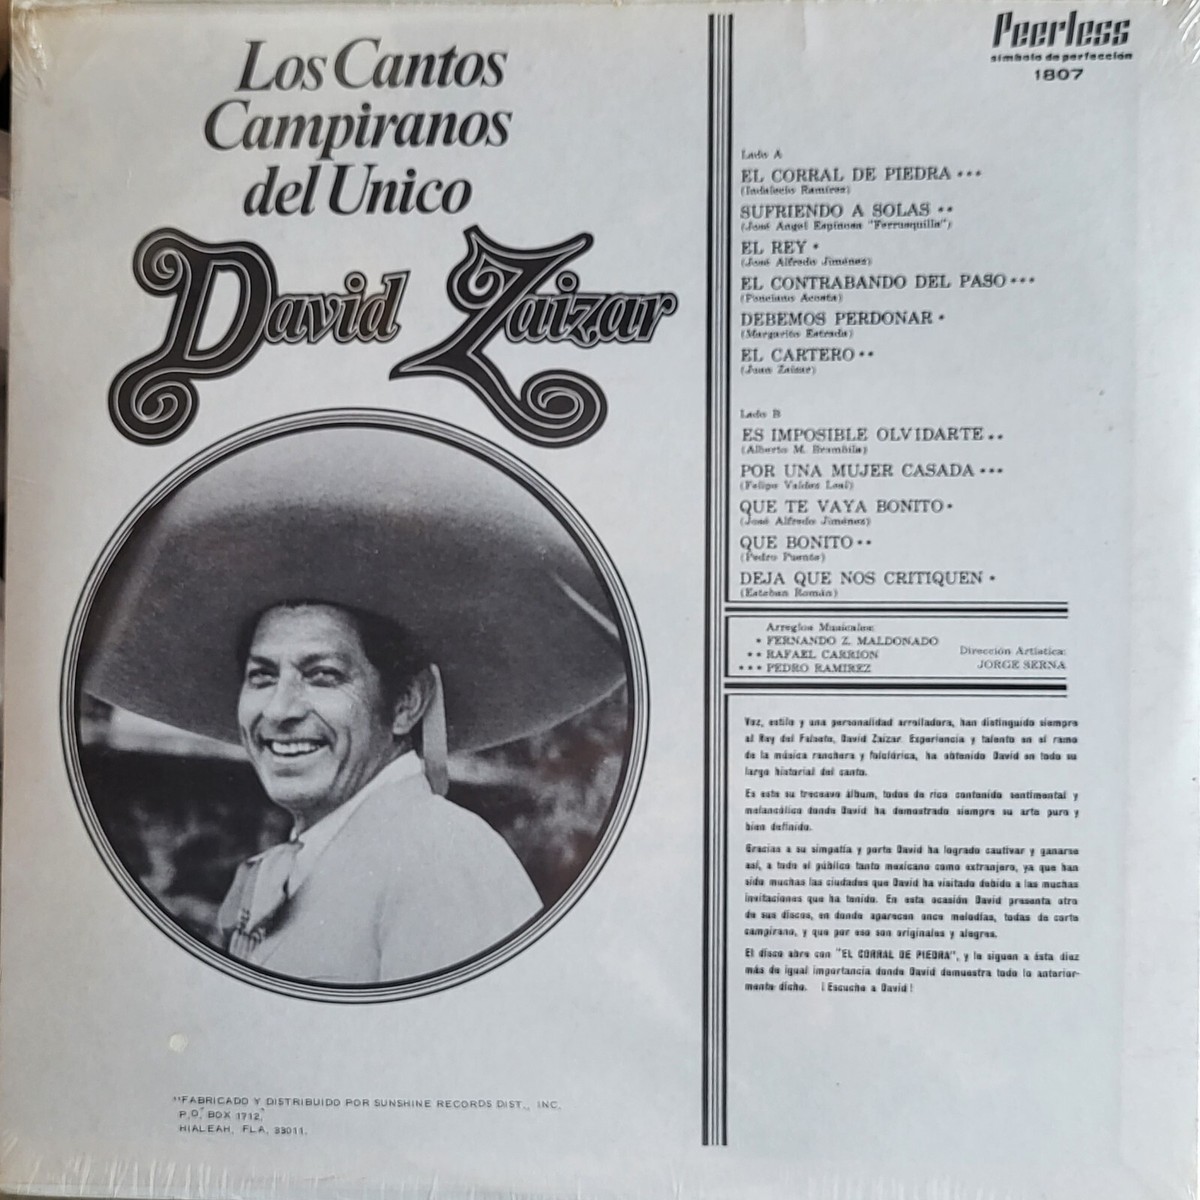 Los Cantos
Campiranos
del Unico
David Zaizar
"FABRICADO Y DISTRIBUIDO POR SUNSHINE RECORDS DIST., INC.
P.O. BOX 1712,
HIALEAH, FLA. 33011.
Peerless
símbolo de perfección
1807
Lado A
EL CORRAL DE PIEDRA ***
(Indalecio Ramírez)
SUFRIENDO A SOLAS **
(José Angel Espinosa "Ferrusquilla")
EL REY *
(José Alfredo Jiménez)
EL CONTRABANDO DEL PASO ***
(Ponciano Acosta)
DEBEMOS PERDONAR *
(Margarito Estrada)
EL CARTERO **
(Juan Zaizar)
Lado B
ES IMPOSIBLE OLVIDARTE **
(Alberto M. Brambila)
POR UNA MUJER CASADA ***
(Felipe Valdez Leal)
QUE TE VAYA BONITO *
(José Alfredo Jiménez)
QUE BONITO **
(Pedro Puente)
DEJA QUE NOS CRITIQUEN *
(Esteban Román)
Arreglos Musicales:
* FERNANDO Z. MALDONADO
** RAFAEL CARRION
*** PEDRO RAMIREZ
Dirección Artística:
JORGE SERNA
Voz, estilo y una personalidad arrolladora, han distinguido siempre
al Rey del Falsete, David Zaizar. Experiencia y talento en el ramo
de la música ranchera y folclórica, ha obtenido David en todo su
largo historial del canto.
Es este su treceavo álbum, todos de rico contenido sentimental y
melancólico donde David ha demostrado siempre su arte puro y
bien definido.
Gracias a su simpatía y porte David ha logrado cautivar y ganarse
así, a todo el público tanto mexicano como extranjero, ya que han
sido muchas las ciudades que David ha visitado debido a las muchas
invitaciones que ha tenido. En esta ocasión David presenta otro
de sus discos, en donde aparecen once melodías, todas de corte
campirano, y que por eso son originales y alegres.
El disco abre con "EL CORRAL DE PIEDRA", y le siguen a ésta diez
más de igual importancia donde David demuestra todo lo anterior-
mente dicho. ¡Escuche a David!